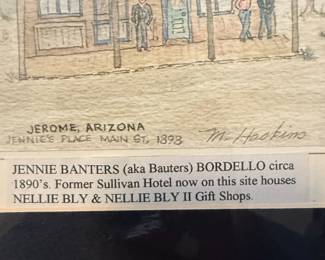 JEROME, ARIZONA
JENNIE'S PLACE MAIN ST, 1893
M. Hoskins
JENNIE BANTERS (aka Bauters) BORDELLO circa
1890's. Former Sullivan Hotel now on this site houses
NELLIE BLY & NELLIE BLY II Gift Shops.